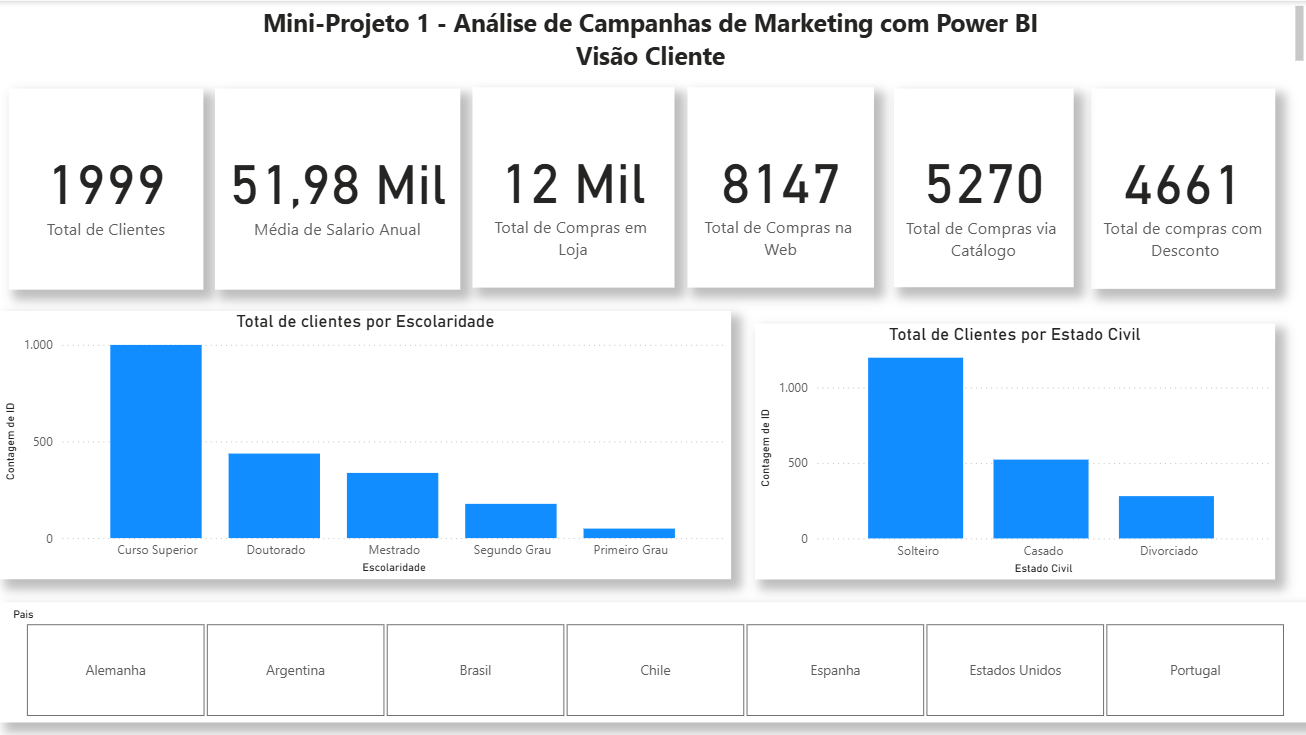 Mini-Projeto 1 - Análise de Campanhas de Marketing com Power BI
Visão Cliente
1999
Total de Clientes
51,98 Mil
Média de Salario Anual
12 Mil
Total de Compras em
Loja
8147
Total de Compras na
Web
5270
Total de Compras via
Catálogo
4661
Total de compras com
Desconto
Total de clientes por Escolaridade
Contagem de ID
1.000
500
0
Curso Superior
Doutorado
Mestrado
Segundo Grau
Primeiro Grau
Escolaridade
Total de Clientes por Estado Civil
Contagem de ID
1.000
500
0
Solteiro
Casado
Divorciado
Estado Civil
Pais
Alemanha
Argentina
Brasil
Chile
Espanha
Estados Unidos
Portugal